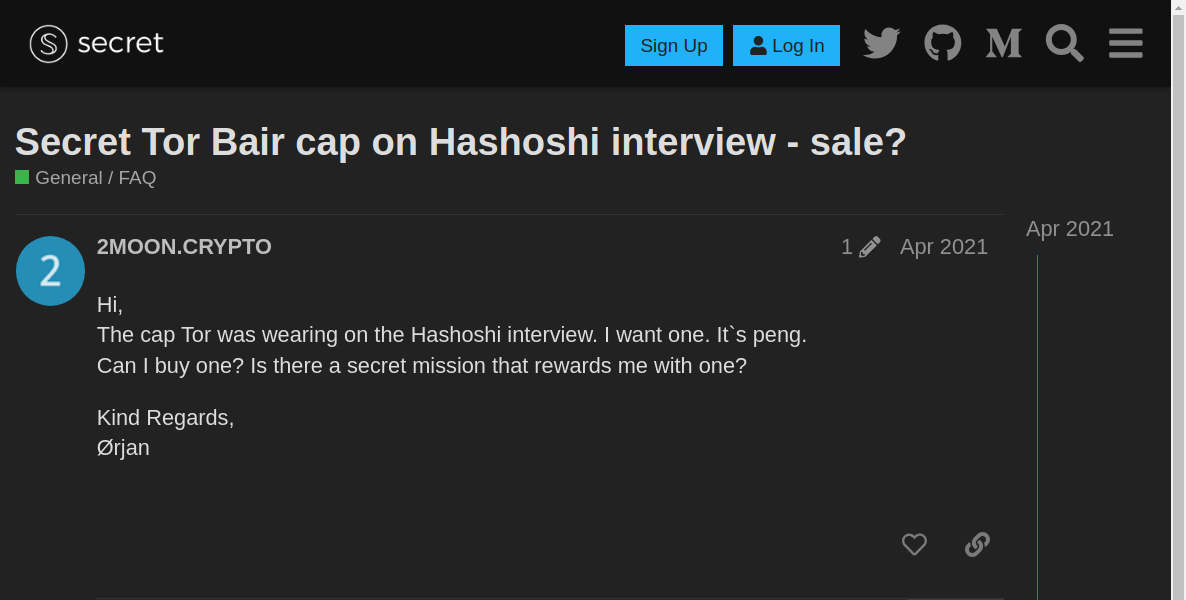 secret
Sign Up
Log In
Secret Tor Bair cap on Hashoshi interview - sale?
General / FAQ
Apr 2021
2
2MOON.CRYPTO
1
Apr 2021
Hi,
The cap Tor was wearing on the Hashoshi interview. I want one. It`s peng.
Can I buy one? Is there a secret mission that rewards me with one?
Kind Regards,
Ørjan